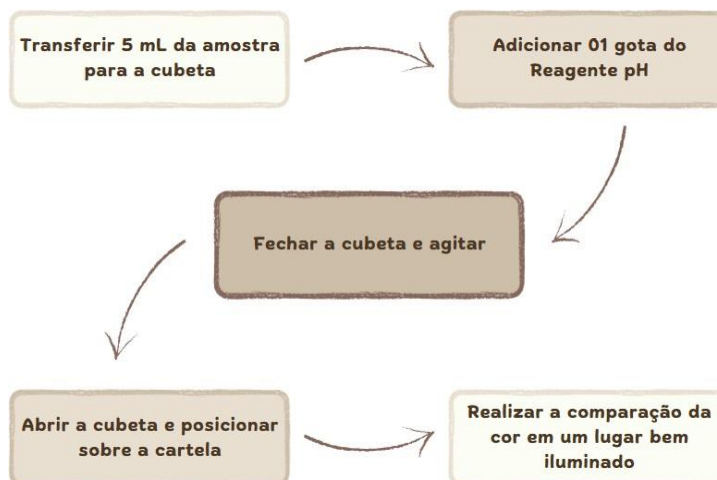 Transferir 5 mL da amostra
para a cubeta
Adicionar 01 gota do
Reagente pH
Fechar a cubeta e agitar
Abrir a cubeta e posicionar
sobre a cartela
Realizar a comparação da
cor em um lugar bem
iluminado